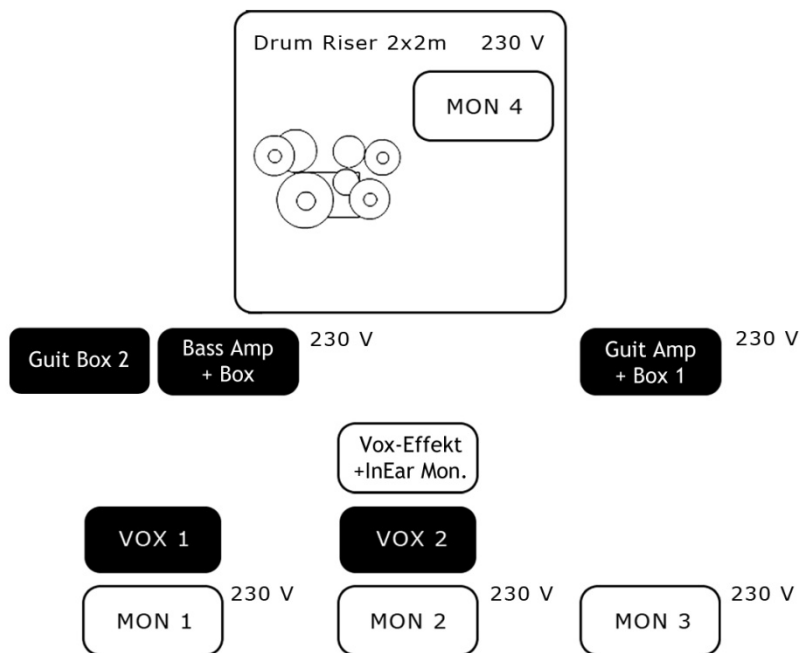 Drum Riser 2x2m 230 V
MON 4
Guit Box 2
Bass Amp
+ Box
230 V
Guit Amp
+ Box 1
230 V
Vox-Effekt
+InEar Mon.
VOX 1
VOX 2
MON 1
230 V
MON 2
230 V
MON 3
230 V